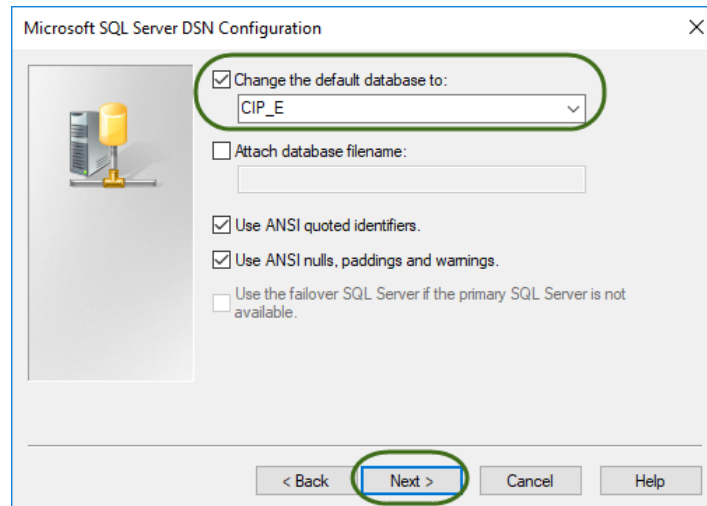 Microsoft SQL Server DSN Configuration
Change the default database to:
CIP_E
Attach database filename:
Use ANSI quoted identifiers.
Use ANSI nulls, paddings and warnings.
Use the failover SQL Server if the primary SQL Server is not
available.
< Back Next > Cancel Help